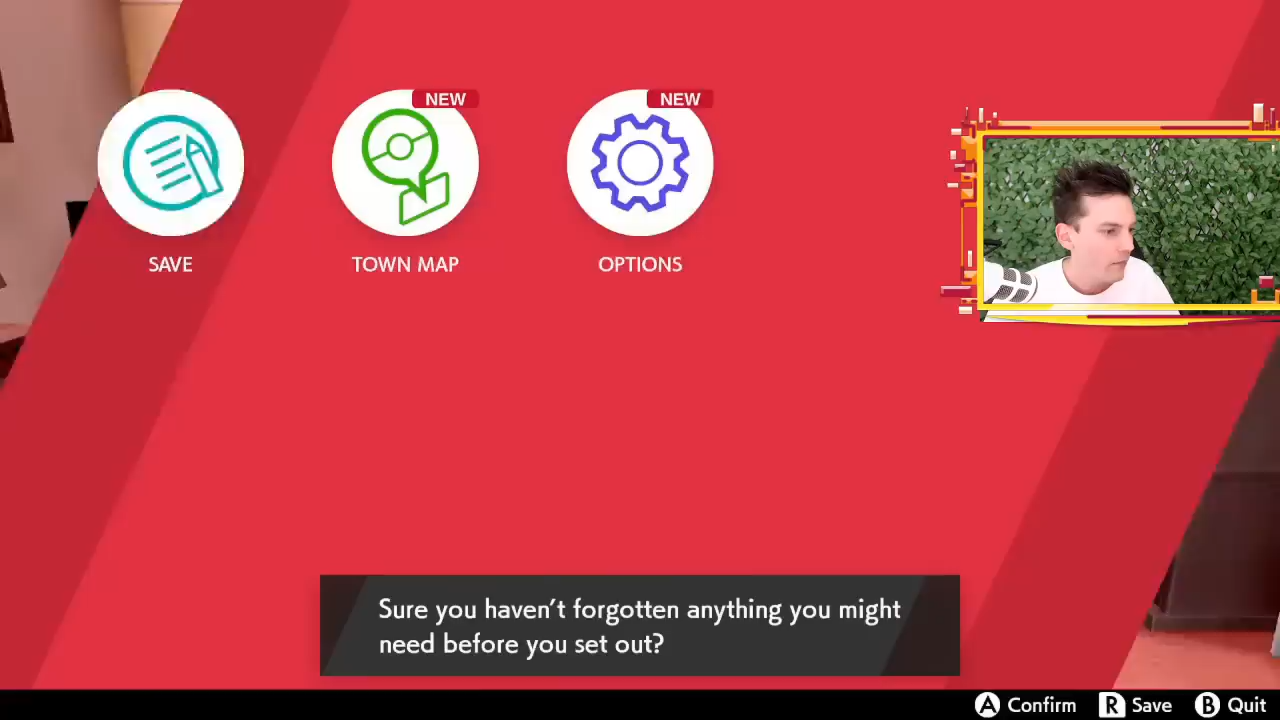 NEW
NEW
SAVE
TOWN MAP
OPTIONS
Sure you haven't forgotten anything you might
need before you set out?
A Confirm R Save B Quit